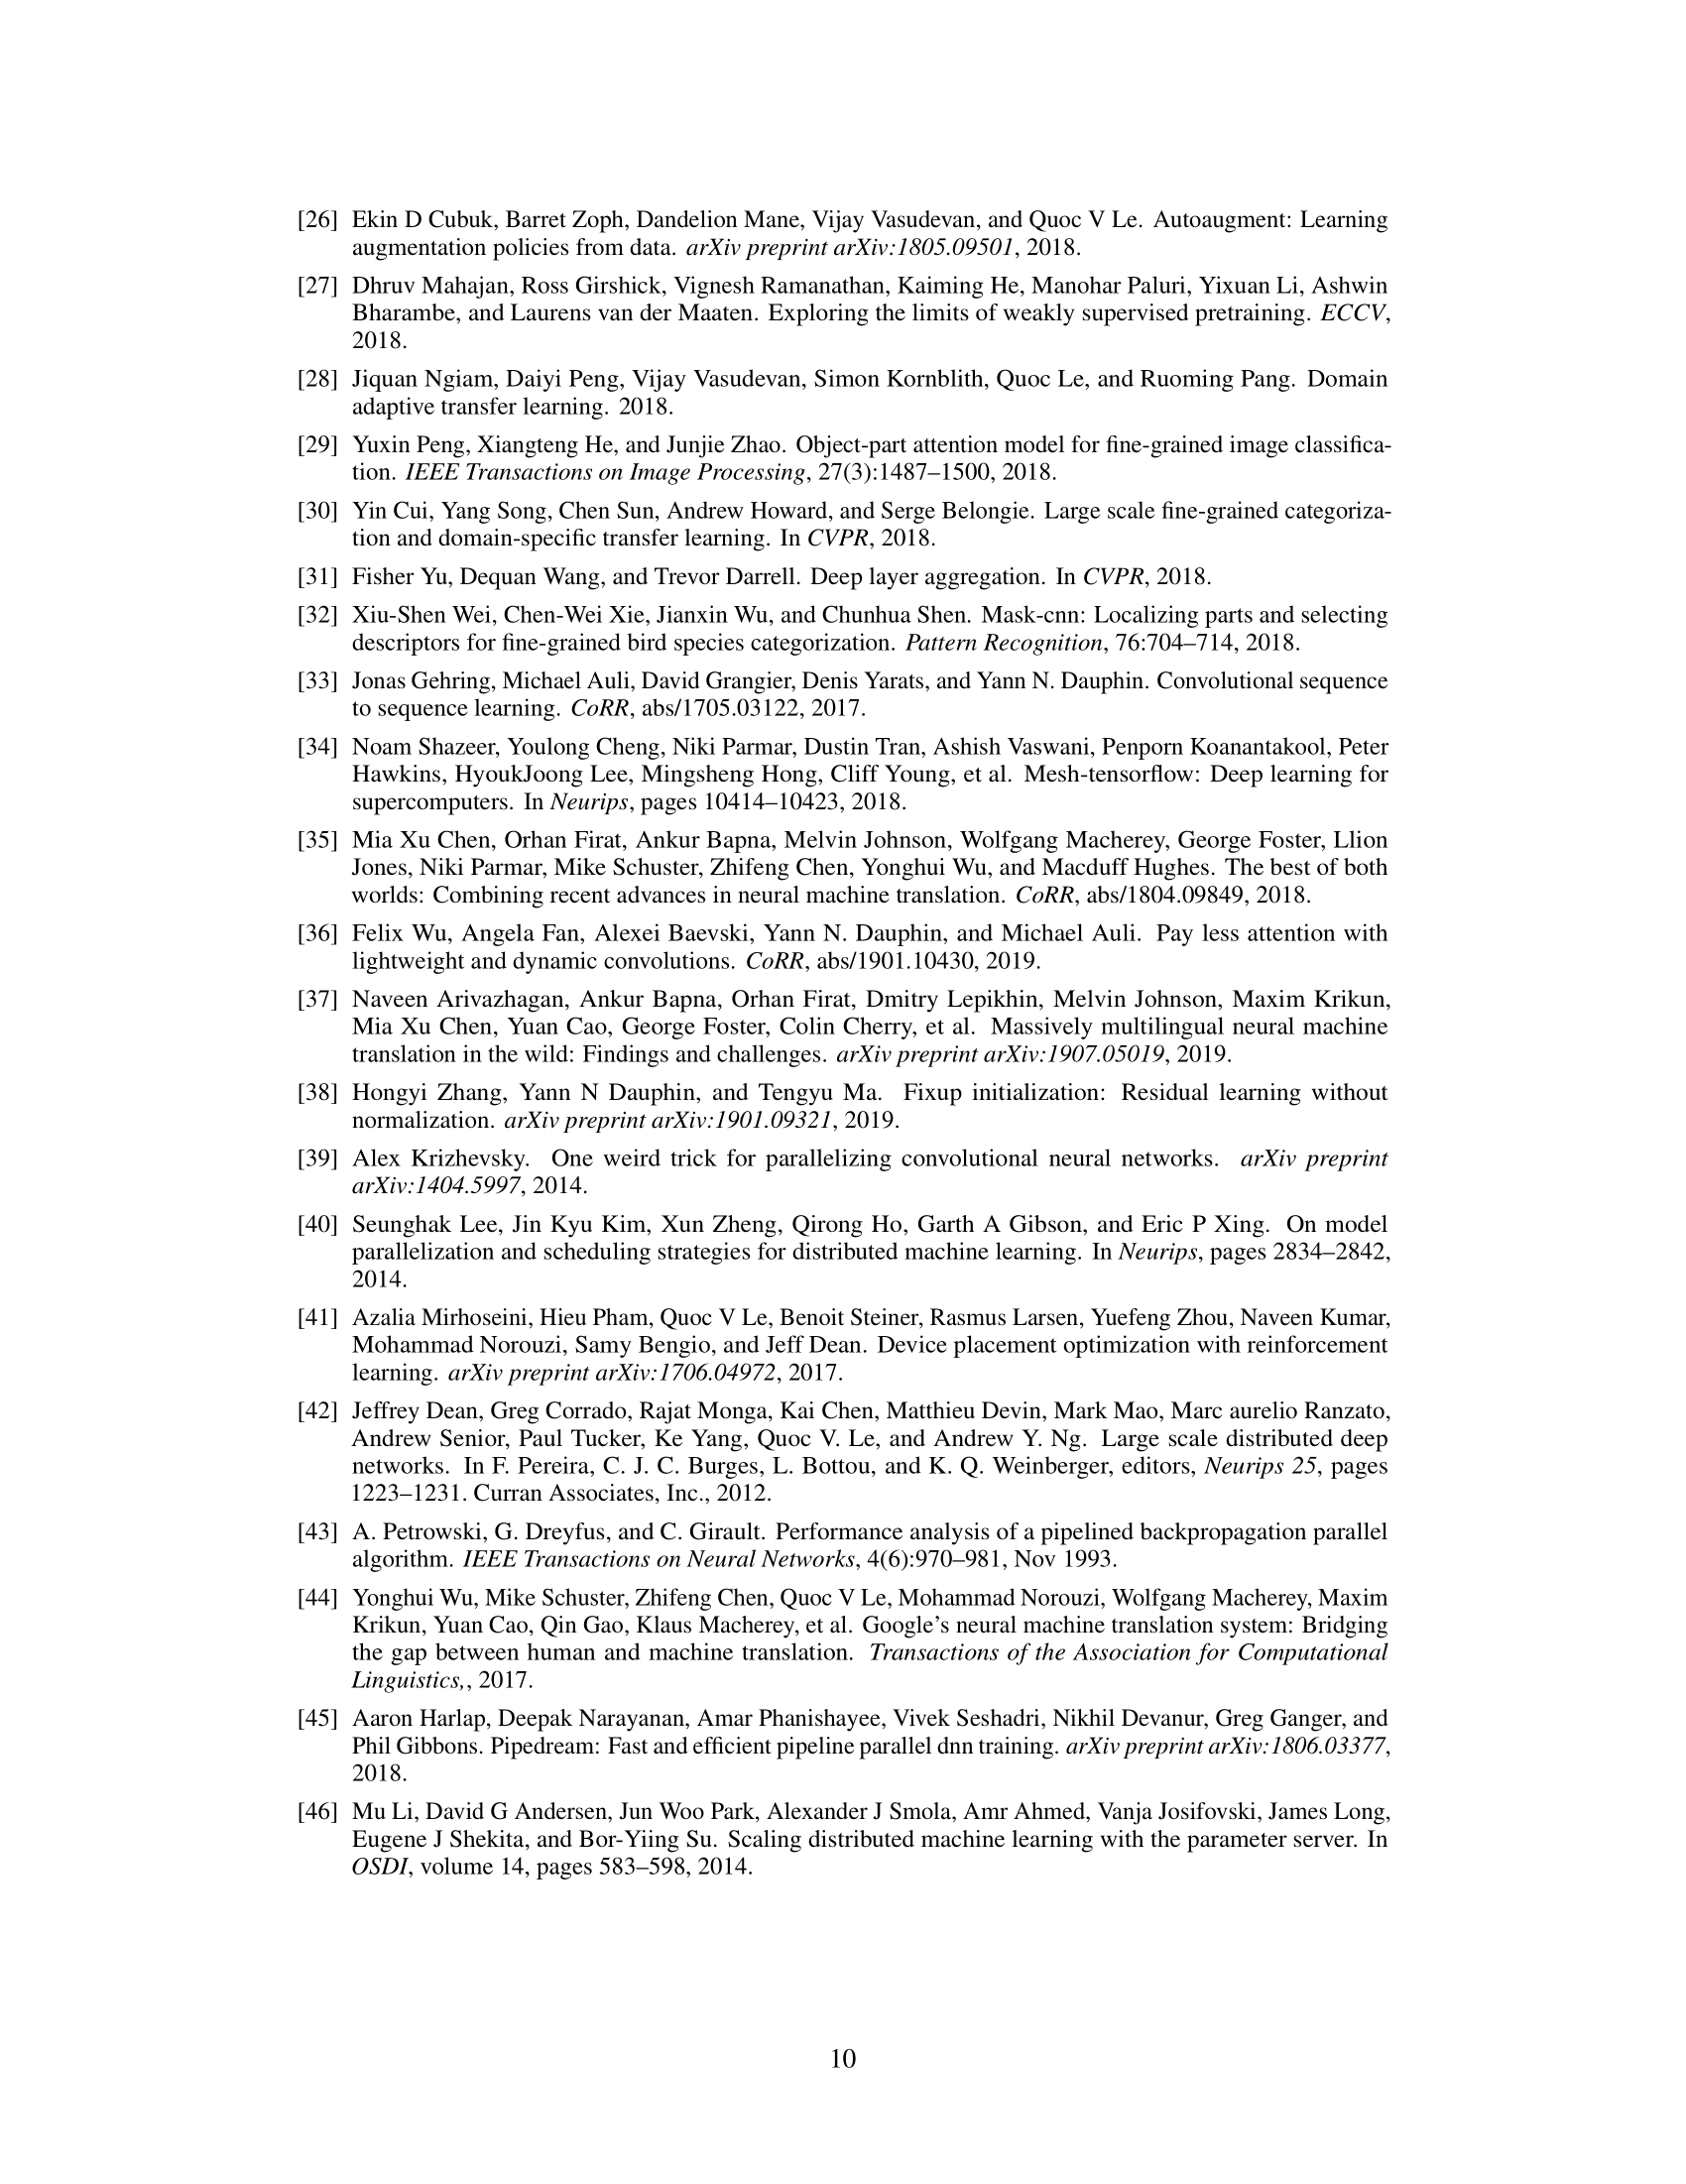 [26] Ekin D Cubuk, Barret Zoph, Dandelion Mane, Vijay Vasudevan, and Quoc V Le. Autoaugment: Learning
augmentation policies from data. arXiv preprint arXiv:1805.09501, 2018.
[27] Dhruv Mahajan, Ross Girshick, Vignesh Ramanathan, Kaiming He, Manohar Paluri, Yixuan Li, Ashwin
Bharambe, and Laurens van der Maaten. Exploring the limits of weakly supervised pretraining. ECCV,
2018.
[28] Jiquan Ngiam, Daiyi Peng, Vijay Vasudevan, Simon Kornblith, Quoc Le, and Ruoming Pang. Domain
adaptive transfer learning. 2018.
[29] Yuxin Peng, Xiangteng He, and Junjie Zhao. Object-part attention model for fine-grained image classifica-
tion. IEEE Transactions on Image Processing, 27(3):1487–1500, 2018.
[30] Yin Cui, Yang Song, Chen Sun, Andrew Howard, and Serge Belongie. Large scale fine-grained categoriza-
tion and domain-specific transfer learning. In CVPR, 2018.
[31] Fisher Yu, Dequan Wang, and Trevor Darrell. Deep layer aggregation. In CVPR, 2018.
[32] Xiu-Shen Wei, Chen-Wei Xie, Jianxin Wu, and Chunhua Shen. Mask-cnn: Localizing parts and selecting
descriptors for fine-grained bird species categorization. Pattern Recognition, 76:704–714, 2018.
[33] Jonas Gehring, Michael Auli, David Grangier, Denis Yarats, and Yann N. Dauphin. Convolutional sequence
to sequence learning. CoRR, abs/1705.03122, 2017.
[34] Noam Shazeer, Youlong Cheng, Niki Parmar, Dustin Tran, Ashish Vaswani, Penporn Koanantakool, Peter
Hawkins, HyoukJoong Lee, Mingsheng Hong, Cliff Young, et al. Mesh-tensorflow: Deep learning for
supercomputers. In Neurips, pages 10414–10423, 2018.
[35] Mia Xu Chen, Orhan Firat, Ankur Bapna, Melvin Johnson, Wolfgang Macherey, George Foster, Llion
Jones, Niki Parmar, Mike Schuster, Zhifeng Chen, Yonghui Wu, and Macduff Hughes. The best of both
worlds: Combining recent advances in neural machine translation. CoRR, abs/1804.09849, 2018.
[36] Felix Wu, Angela Fan, Alexei Baevski, Yann N. Dauphin, and Michael Auli. Pay less attention with
lightweight and dynamic convolutions. CoRR, abs/1901.10430, 2019.
[37] Naveen Arivazhagan, Ankur Bapna, Orhan Firat, Dmitry Lepikhin, Melvin Johnson, Maxim Krikun,
Mia Xu Chen, Yuan Cao, George Foster, Colin Cherry, et al. Massively multilingual neural machine
translation in the wild: Findings and challenges. arXiv preprint arXiv:1907.05019, 2019.
[38] Hongyi Zhang, Yann N Dauphin, and Tengyu Ma. Fixup initialization: Residual learning without
normalization. arXiv preprint arXiv:1901.09321, 2019.
[39] Alex Krizhevsky. One weird trick for parallelizing convolutional neural networks. arXiv preprint
arXiv:1404.5997, 2014.
[40] Seunghak Lee, Jin Kyu Kim, Xun Zheng, Qirong Ho, Garth A Gibson, and Eric P Xing. On model
parallelization and scheduling strategies for distributed machine learning. In Neurips, pages 2834–2842,
2014.
[41] Azalia Mirhoseini, Hieu Pham, Quoc V Le, Benoit Steiner, Rasmus Larsen, Yuefeng Zhou, Naveen Kumar,
Mohammad Norouzi, Samy Bengio, and Jeff Dean. Device placement optimization with reinforcement
learning. arXiv preprint arXiv:1706.04972, 2017.
[42] Jeffrey Dean, Greg Corrado, Rajat Monga, Kai Chen, Matthieu Devin, Mark Mao, Marc aurelio Ranzato,
Andrew Senior, Paul Tucker, Ke Yang, Quoc V. Le, and Andrew Y. Ng. Large scale distributed deep
networks. In F. Pereira, C. J. C. Burges, L. Bottou, and K. Q. Weinberger, editors, Neurips 25, pages
1223–1231. Curran Associates, Inc., 2012.
[43] A. Petrowski, G. Dreyfus, and C. Girault. Performance analysis of a pipelined backpropagation parallel
algorithm. IEEE Transactions on Neural Networks, 4(6):970–981, Nov 1993.
[44] Yonghui Wu, Mike Schuster, Zhifeng Chen, Quoc V Le, Mohammad Norouzi, Wolfgang Macherey, Maxim
Krikun, Yuan Cao, Qin Gao, Klaus Macherey, et al. Google’s neural machine translation system: Bridging
the gap between human and machine translation. Transactions of the Association for Computational
Linguistics,, 2017.
[45] Aaron Harlap, Deepak Narayanan, Amar Phanishayee, Vivek Seshadri, Nikhil Devanur, Greg Ganger, and
Phil Gibbons. Pipedream: Fast and efficient pipeline parallel dnn training. arXiv preprint arXiv:1806.03377,
2018.
[46] Mu Li, David G Andersen, Jun Woo Park, Alexander J Smola, Amr Ahmed, Vanja Josifovski, James Long,
Eugene J Shekita, and Bor-Yiing Su. Scaling distributed machine learning with the parameter server. In
OSDI, volume 14, pages 583–598, 2014.
10